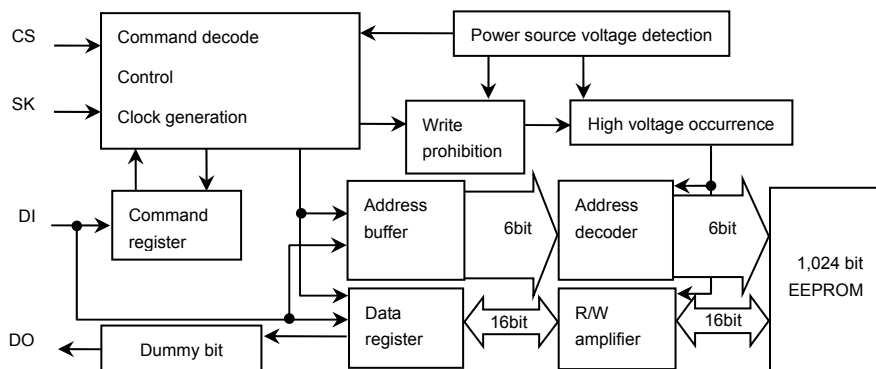 CS
Command decode
Power source voltage detection
Control
SK
Clock generation
Write
prohibition
High voltage occurrence
DI
Command
register
Address
buffer
6bit
Address
decoder
6bit
1,024 bit
EEPROM
Data
register
16bit
R/W
amplifier
16bit
DO
Dummy bit